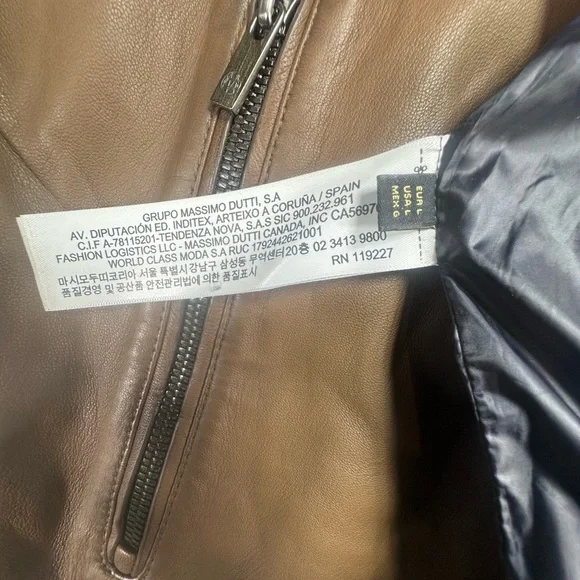 GRUPO MASSIMO DUTTI, S.A
AV. DIPUTACIÓN ED. INDITEX, ARTEIXO A CORUÑA / SPAIN
C.I.F A-78115201-TENDENZA NOVA, S.A.S SIC 900.232.961
FASHION LOGISTICS LLC - MASSIMO DUTTI CANADA, INC CA5697
WORLD CLASS MODA S.A RUC 1792442621001
마시모두띠코리아 서울 특별시강남구 삼성동 무역센터20층 02 3413 9800
품질경영 및 공산품 안전관리법에 의한 품질표시 RN 119227
EUR L
USA L
MEX G